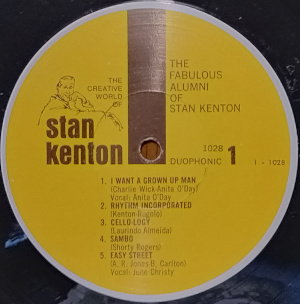 THE
CREATIVE
WORLD
OF
stan
kenton
THE
FABULOUS
ALUMNI
OF
STAN KENTON
1028
DUOPHONIC 1
1 - 1028
1. I WANT A GROWN UP MAN
(Charlie Wick-Anita O'Day)
Vocal: Anita O'Day
2. RHYTHM INCORPORATED
(Kenton-Rugolo)
3. CELLO-LOGY
(Laurindo Almeida)
4. SAMBO
(Shorty Rogers)
5. EASY STREET
(A. R. Jones-B. Carlton)
Vocal: June Christy